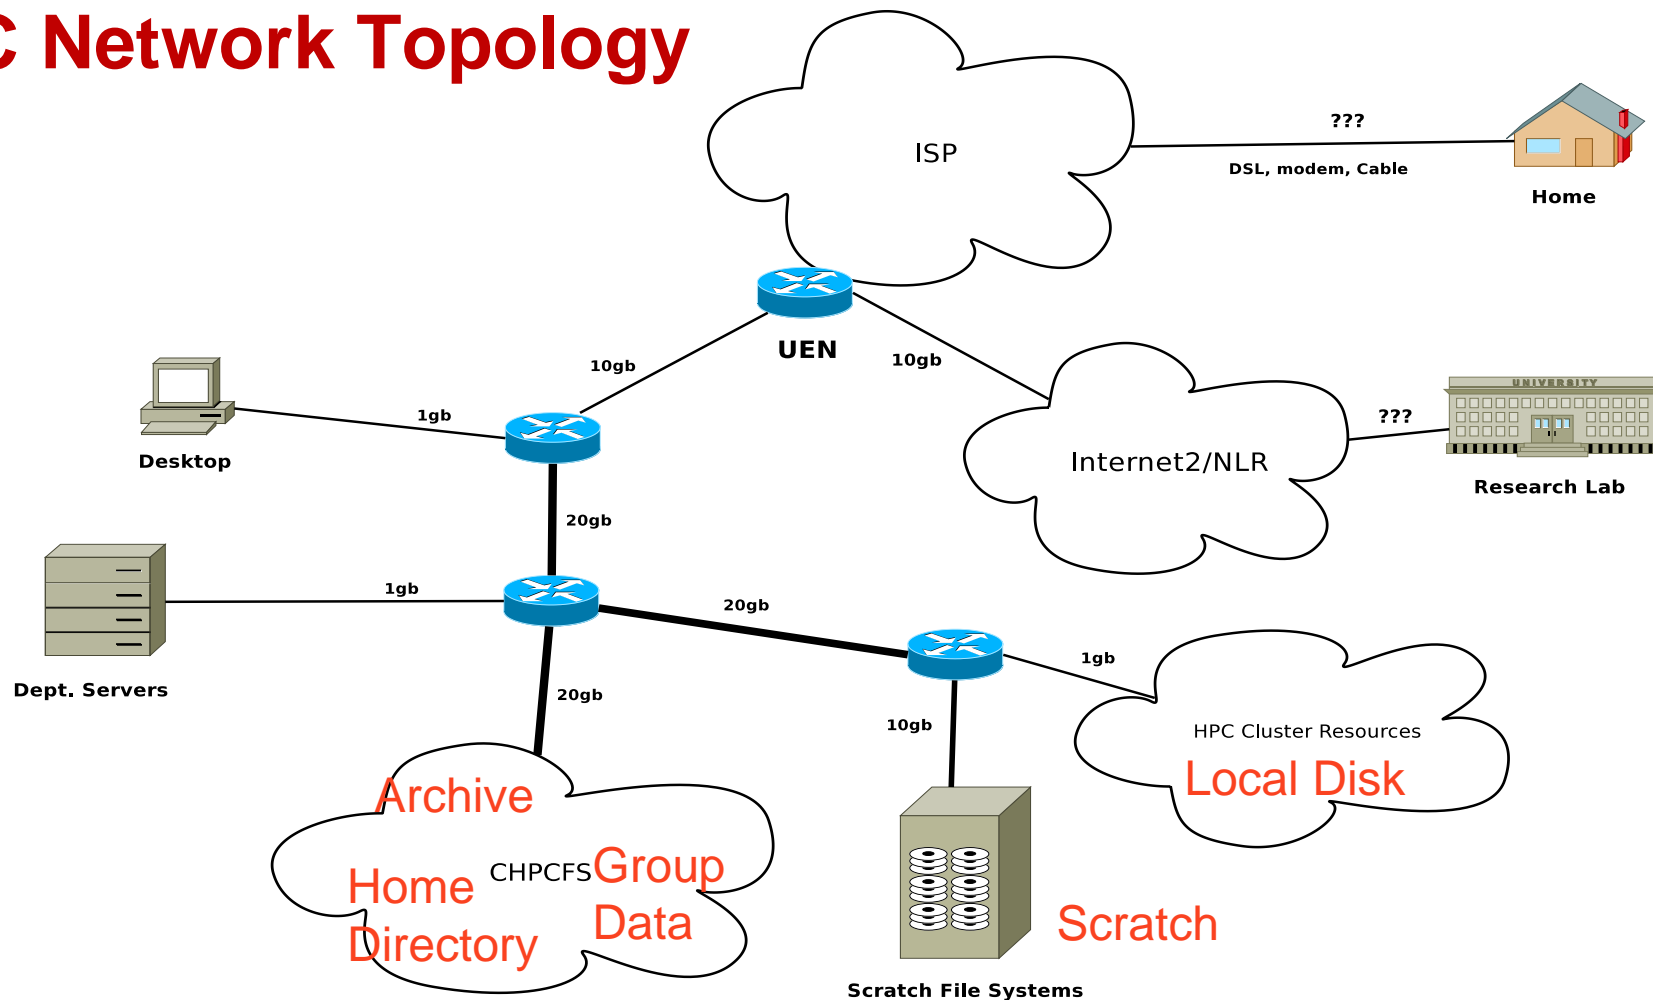 C Network Topology
ISP
???
DSL, modem, Cable
Home
UEN
10gb
10gb
1gb
Desktop
Internet2/NLR
???
UNIVERSITY
Research Lab
20gb
1gb
Dept. Servers
20gb
20gb
1gb
10gb
HPC Cluster Resources
Local Disk
Archive
CHPCFS
Home
Directory
Group
Data
Scratch
Scratch File Systems